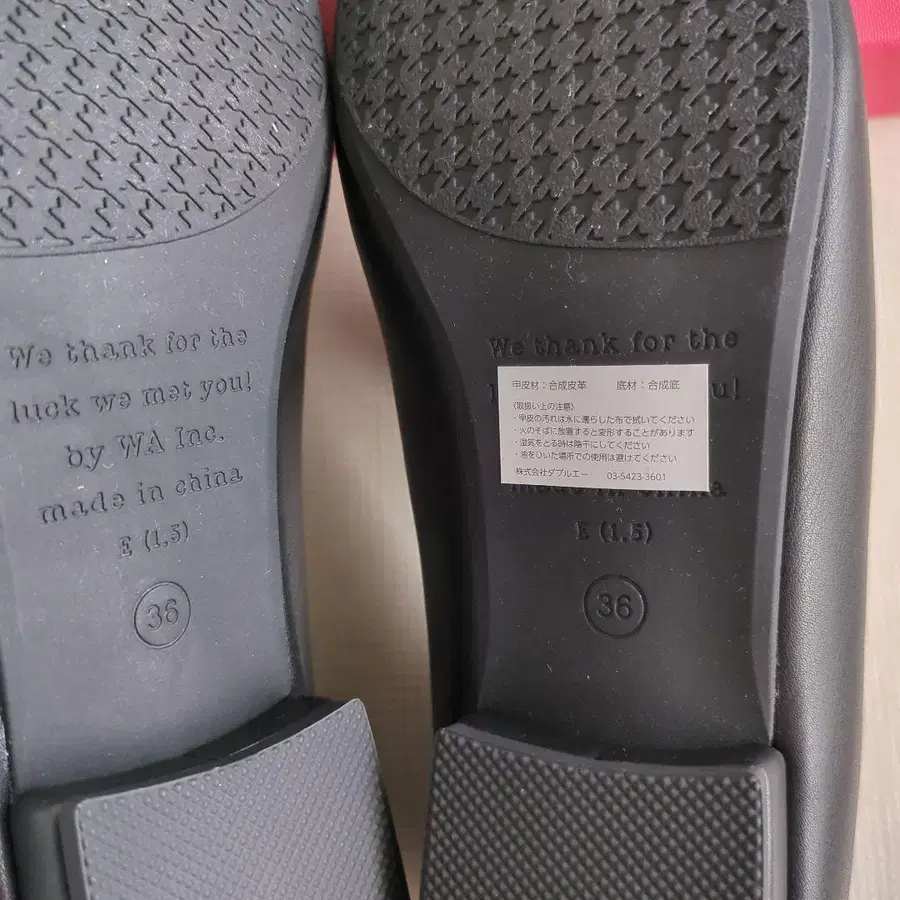 We thank for the
luck we met you!
by WA Inc.
made in china
E (1.5)
36
We thank for the
l u!
甲皮材：合成皮革 底材：合成底
〈取扱い上の注意〉
・甲皮の汚れは水に濡らした布で拭いてください
・火のそばに放置すると変形することがあります
・湿気をとる時は陰干にしてください
・油をひいた場所での使用は避けてください
株式会社ダブルエー 03-5423-3601
made in china
E (1.5)
36